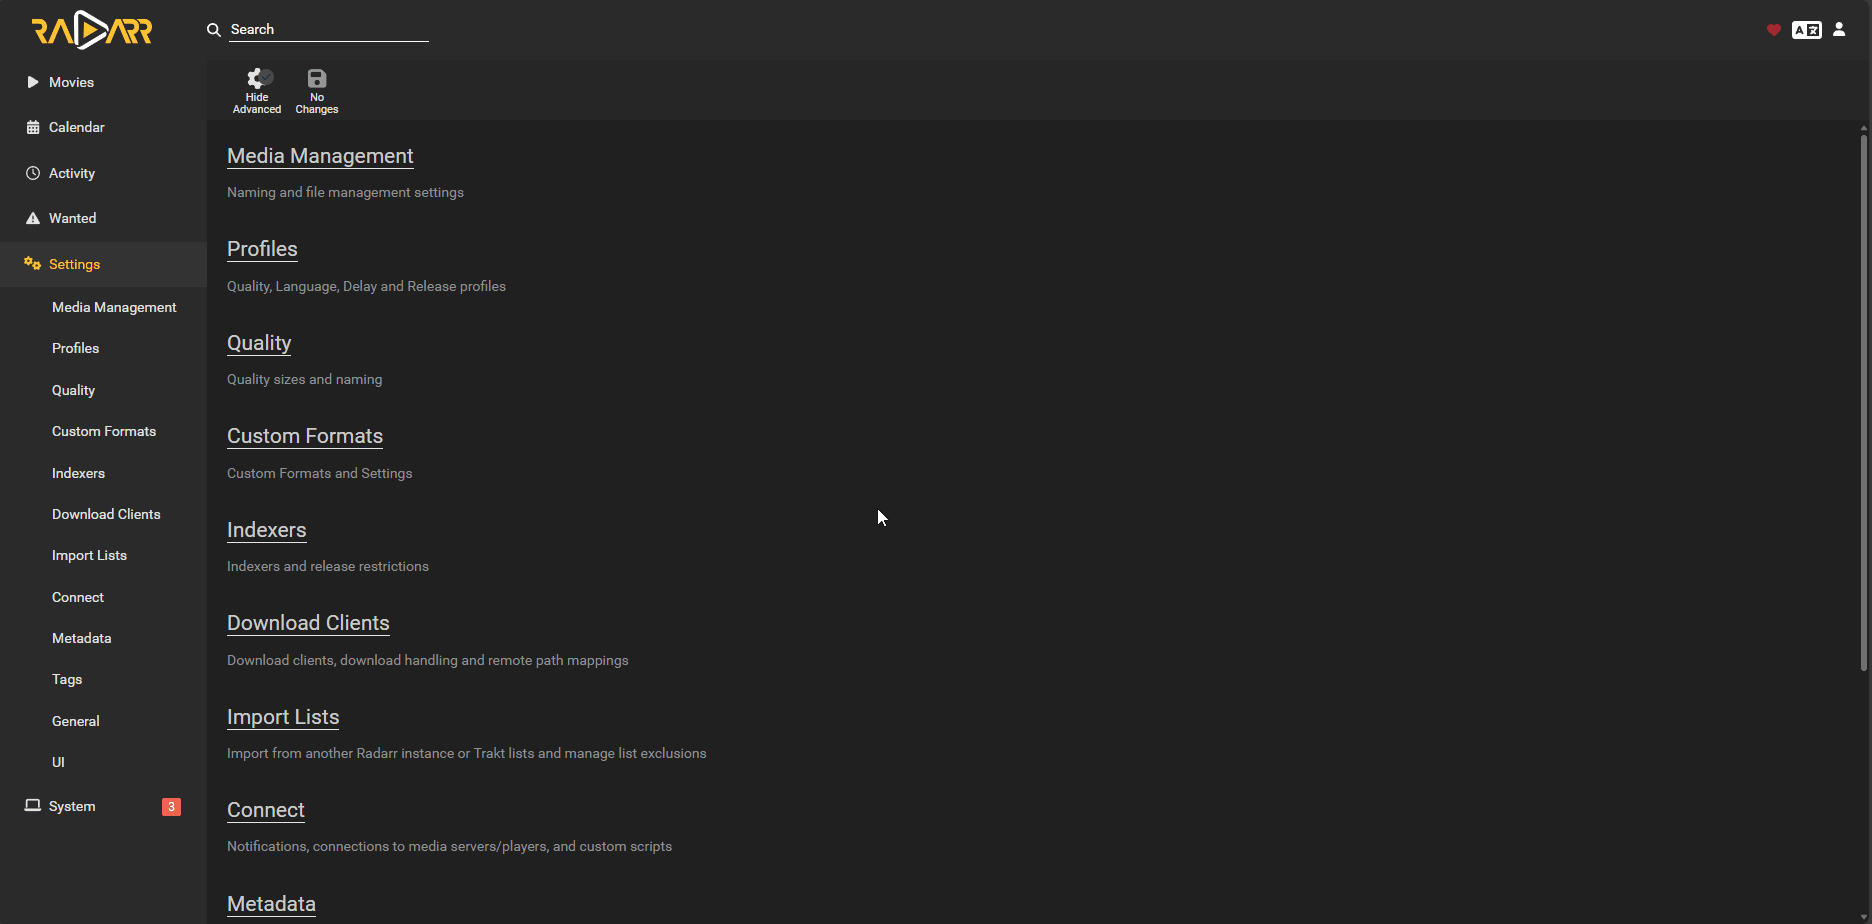 RADARR
Search
Movies
Calendar
Activity
Wanted
Settings
Media Management
Profiles
Quality
Custom Formats
Indexers
Download Clients
Import Lists
Connect
Metadata
Tags
General
UI
System
3
Hide
Advanced
No
Changes
Media Management
Naming and file management settings
Profiles
Quality, Language, Delay and Release profiles
Quality
Quality sizes and naming
Custom Formats
Custom Formats and Settings
Indexers
Indexers and release restrictions
Download Clients
Download clients, download handling and remote path mappings
Import Lists
Import from another Radarr instance or Trakt lists and manage list exclusions
Connect
Notifications, connections to media servers/players, and custom scripts
Metadata